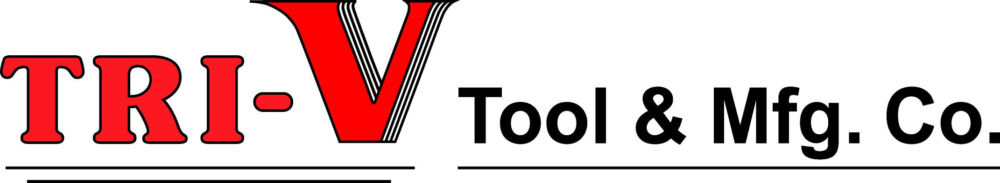 TRI-V Tool & Mfg. Co.